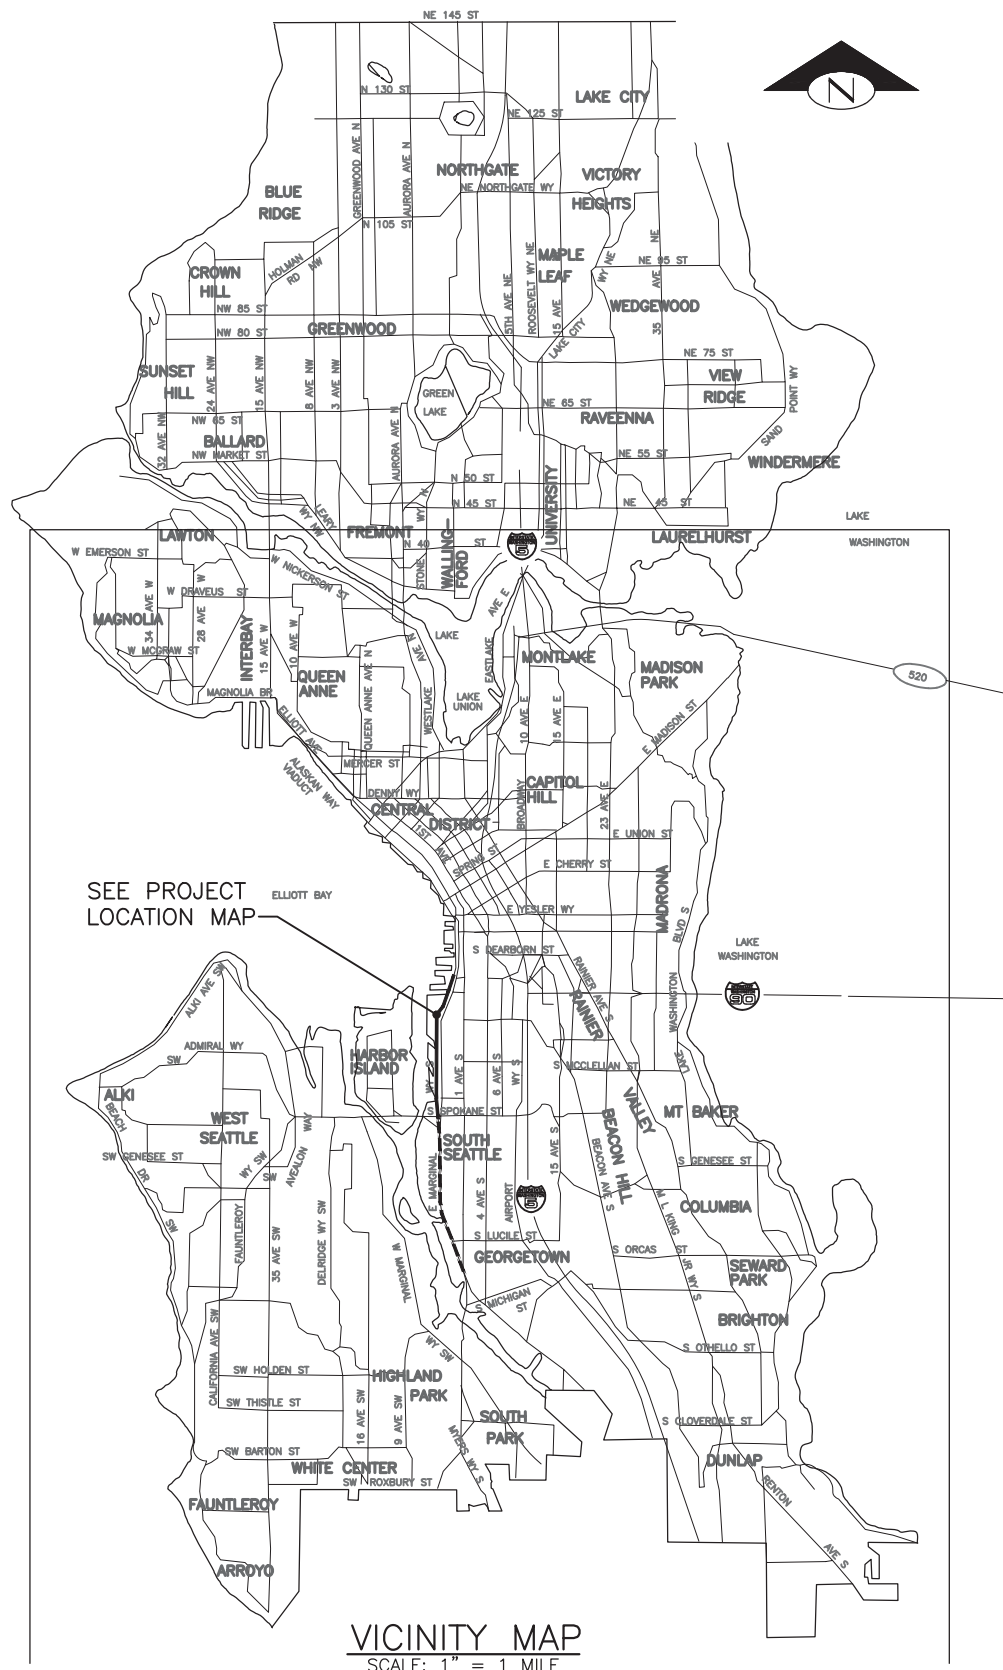 NE 145 ST
N 130 ST
LAKE CITY
NE 125 ST
N
GREENWOOD AVE N
AURORA AVE N
NORTHGATE
VICTORY
HEIGHTS
NE NORTHGATE WY
BLUE
RIDGE
N 105 ST
HOLMAN
RD NW
CROWN
HILL
MAPLE
LEAF
5TH AVE NE
ROOSEVELT WY NE
15 AVE
WY NE
LAKE CITY
35 AVE NE
NE 95 ST
WEDGEWOOD
NW 85 ST
NW 80 ST
GREENWOOD
SUNSET
HILL
24 AVE NW
15 AVE NW
8 AVE NW
3 AVE NW
NE 75 ST
VIEW
RIDGE
POINT WY
SAND
GREEN
LAKE
NE 65 ST
RAVEENNA
32 AVE NW
NW 65 ST
BALLARD
NW MARKET ST
AURORA AVE N
NE 55 ST
WINDERMERE
N 50 ST
N 45 ST
NE 45 ST
UNIVERSITY
LEARY
WY NW
FREMONT
N 40 ST
STONE WY N
WALLING-
FORD
5
LAURELHURST
LAKE
WASHINGTON
LAWTON
W EMERSON ST
W NICKERSON ST
W DRAVEUS ST
MAGNOLIA
34 AVE W
28 AVE W
W MCGRAW ST
INTERBAY
15 AVE W
10 AVE W
MAGNOLIA BR
QUEEN
ANNE
QUEEN ANNE AVE N
AVE N
WESTLAKE
LAKE
LAKE
UNION
EASTLAKE
AVE E
MONTLAKE
MADISON
PARK
520
10 AVE E
15 AVE E
E MADISON ST
ELLIOTT AVE
ALASKAN WAY
VIADUCT
MERCER ST
DENNY WY
CENTRAL
DISTRICT
1ST AVE
SPRING ST
CAPITOL
HILL
BROADWAY
23 AVE E
E UNION ST
E CHERRY ST
MADRONA
SEE PROJECT
LOCATION MAP
ELLIOTT BAY
E YESLER WY
S DEARBORN ST
RAINIER AVE S
RAINIER
VALLEY
LAKE
WASHINGTON
BLVD S
LAKE
WASHINGTON
90
ALKI AVE SW
SW ADMIRAL WY
HARBOR
ISLAND
WY S
1 AVE S
6 AVE S
WY S
S MCCLELLAN ST
ALKI
BEACH
DR
SW
WEST
SEATTLE
S SPOKANE ST
MT BAKER
SW GENESEE ST
WY SW
SW
AVEALON WAY
SOUTH
SEATTLE
E MARGINAL
4 AVE S
AIRPORT
15 AVE S
BEACON HILL
BEACON AVE S
S GENESEE ST
5
COLUMBIA
M L KING
JR WY S
FAUNTLEROY
35 AVE SW
DELRIDGE WY SW
W MARGINAL
WY SW
S LUCILE ST
GEORGETOWN
S ORCAS ST
SEWARD
PARK
S MICHIGAN
ST
BRIGHTON
CALIFORNIA AVE SW
S OTHELLO ST
SW HOLDEN ST
HIGHLAND
PARK
SW THISTLE ST
16 AVE SW
9 AVE SW
SOUTH
PARK
S CLOVERDALE ST
SW BARTON ST
WHITE CENTER
SW ROXBURY ST
MYERS WY S
DUNLAP
RENTON
AVE S
FAUNTLEROY
ARROYO
VICINITY MAP
SCALE: 1" = 1 MILE